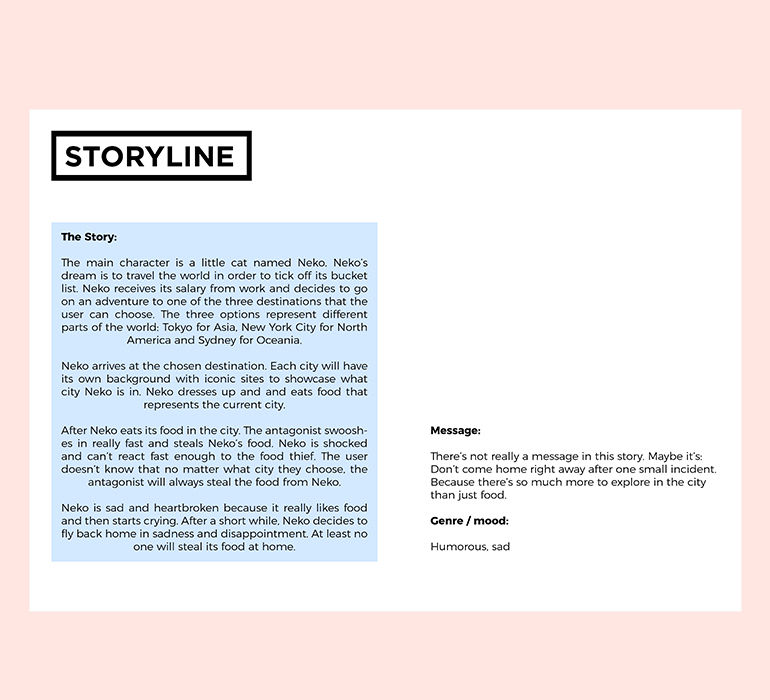 STORYLINE
The Story:
The main character is a little cat named Neko. Neko's
dream is to travel the world in order to tick off its bucket
list. Neko receives its salary from work and decides to go
on an adventure to one of the three destinations that the
user can choose. The three options represent different
parts of the world: Tokyo for Asia, New York City for North
America and Sydney for Oceania.
Neko arrives at the chosen destination. Each city will have
its own background with iconic sites to showcase what
city Neko is in. Neko dresses up and and eats food that
represents the current city.
After Neko eats its food in the city. The antagonist swoosh-
es in really fast and steals Neko's food. Neko is shocked
and can't react fast enough to the food thief. The user
doesn't know that no matter what city they choose, the
antagonist will always steal the food from Neko.
Neko is sad and heartbroken because it really likes food
and then starts crying. After a short while, Neko decides to
fly back home in sadness and disappointment. At least no
one will steal its food at home.
Message:
There's not really a message in this story. Maybe it's:
Don't come home right away after one small incident.
Because there's so much more to explore in the city
than just food.
Genre / mood:
Humorous, sad